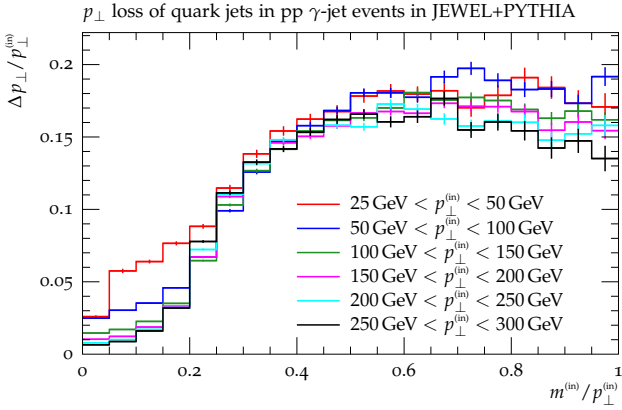 p⊥ loss of quark jets in pp γ-jet events in JEWEL+PYTHIA
Δp⊥/p⊥^(in)
0.2
0.15
0.1
0.05
0
25 GeV < p⊥^(in) < 50 GeV
50 GeV < p⊥^(in) < 100 GeV
100 GeV < p⊥^(in) < 150 GeV
150 GeV < p⊥^(in) < 200 GeV
200 GeV < p⊥^(in) < 250 GeV
250 GeV < p⊥^(in) < 300 GeV
0 0.2 0.4 0.6 0.8 1
m^(in)/p⊥^(in)